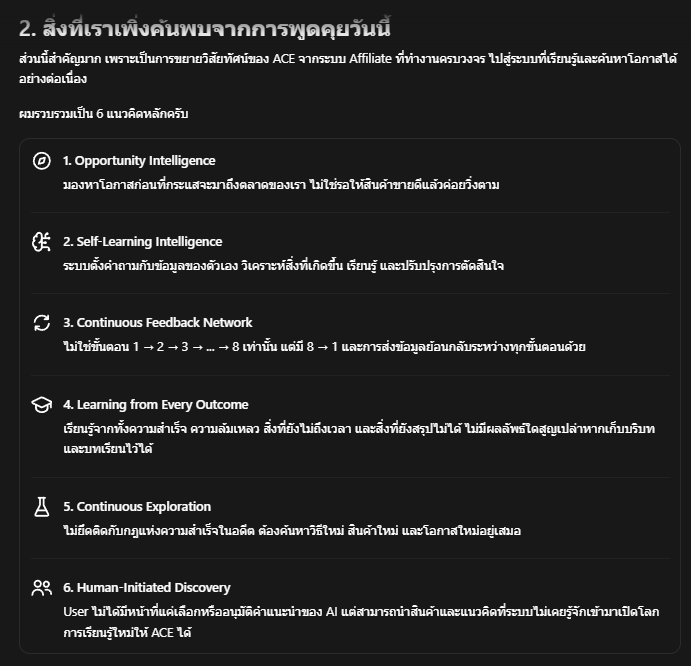 2. สิ่งที่เราเพิ่งค้นพบจากการพูดคุยวันนี้
ส่วนนี้สำคัญมาก เพราะเป็นการขยายวิสัยทัศน์ของ ACE จากระบบ Affiliate ที่ทำงานครบวงจร ไปสู่ระบบที่เรียนรู้และค้นหาโอกาสได้
อย่างต่อเนื่อง
ผมรวบรวมเป็น 6 แนวคิดหลักครับ
1. Opportunity Intelligence
มองหาโอกาสก่อนที่กระแสจะมาถึงตลาดของเรา ไม่ใช่รอให้สินค้าขายดีแล้วค่อยวิ่งตาม
2. Self-Learning Intelligence
ระบบตั้งคำถามกับข้อมูลของตัวเอง วิเคราะห์สิ่งที่เกิดขึ้น เรียนรู้ และปรับปรุงการตัดสินใจ
3. Continuous Feedback Network
ไม่ใช่ขั้นตอน 1 → 2 → 3 → ... → 8 เท่านั้น แต่มี 8 → 1 และการส่งข้อมูลย้อนกลับระหว่างทุกขั้นตอนด้วย
4. Learning from Every Outcome
เรียนรู้จากทั้งความสำเร็จ ความล้มเหลว สิ่งที่ยังไม่ถึงเวลา และสิ่งที่ยังสรุปไม่ได้ ไม่มีผลลัพธ์ใดสูญเปล่าหากเก็บบริบท
และบทเรียนไว้ได้
5. Continuous Exploration
ไม่ยึดติดกับกฎแห่งความสำเร็จในอดีต ต้องค้นหาวิธีใหม่ สินค้าใหม่ และโอกาสใหม่อยู่เสมอ
6. Human-Initiated Discovery
User ไม่ได้มีหน้าที่แค่เลือกหรืออนุมัติคำแนะนำของ AI แต่สามารถนำสินค้าและแนวคิดที่ระบบไม่เคยรู้จักเข้ามาเปิดโลก
การเรียนรู้ใหม่ให้ ACE ได้